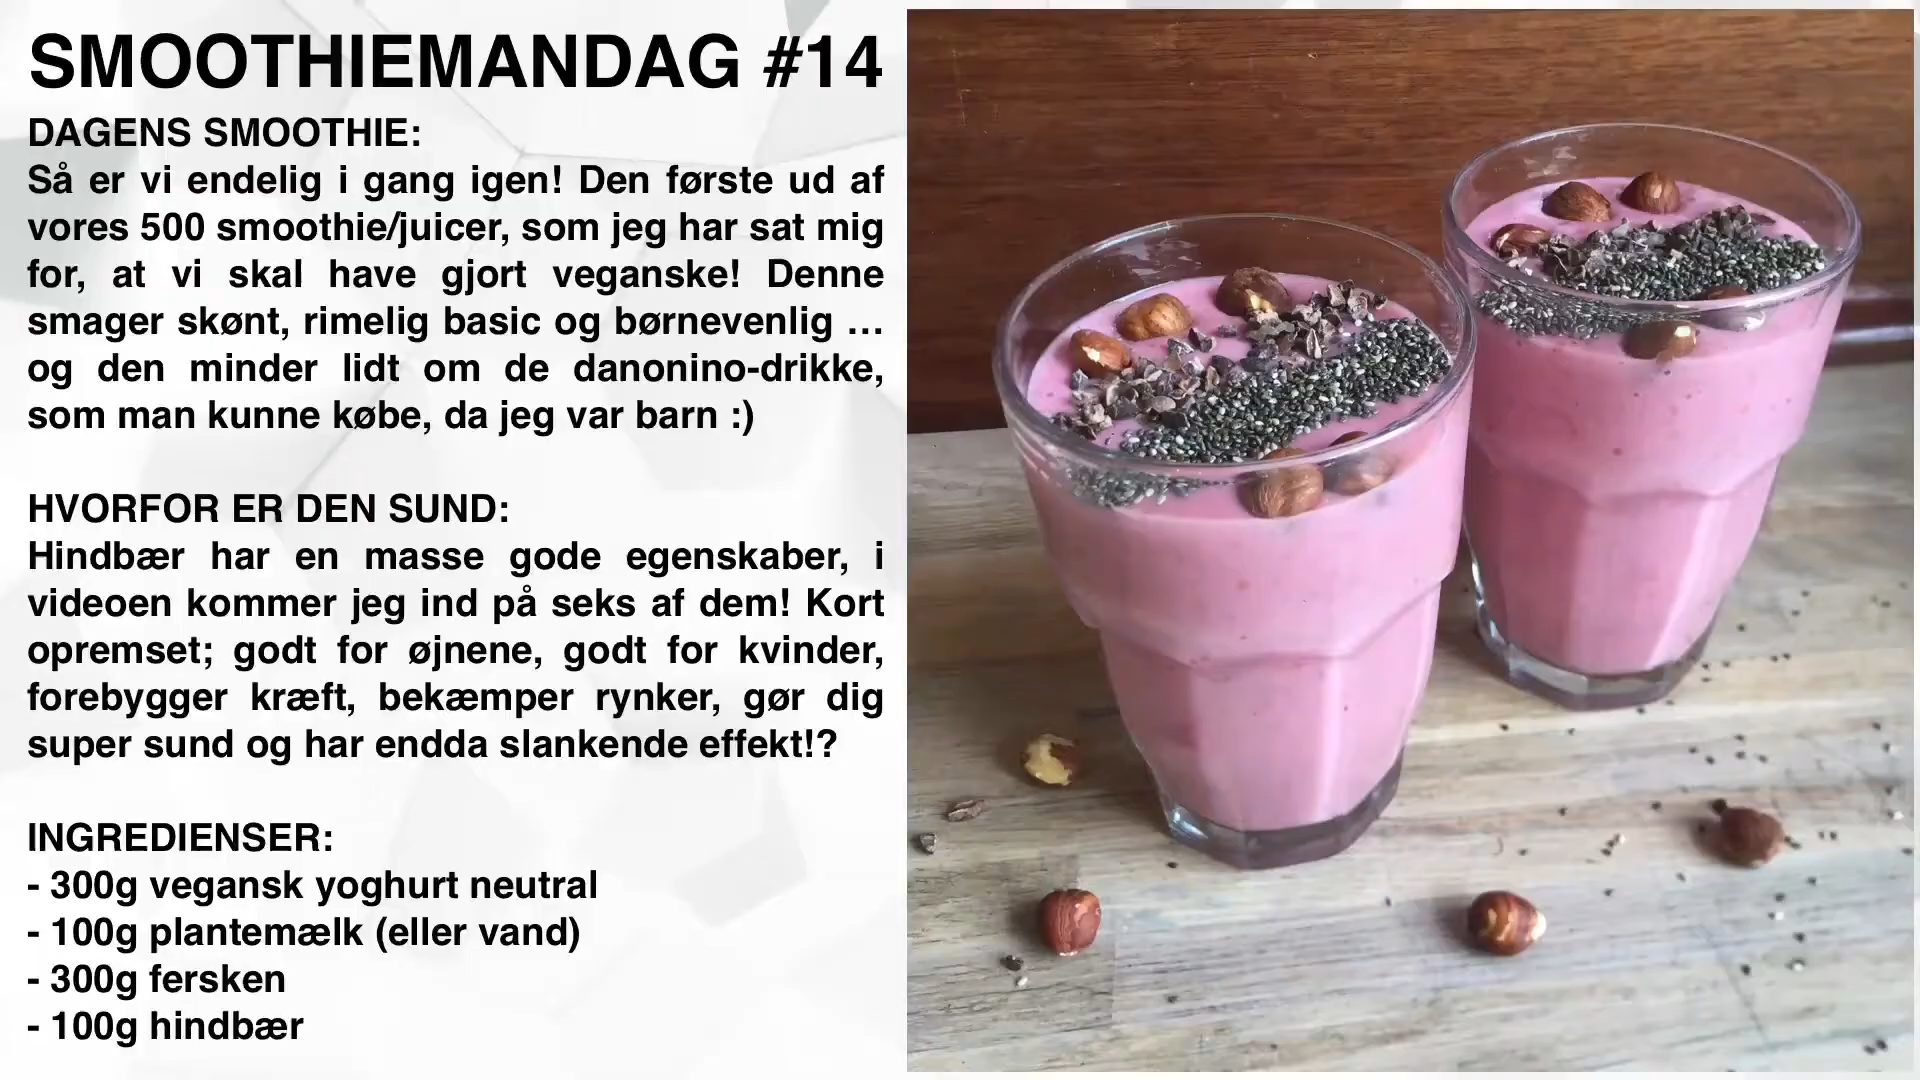 SMOOTHIEMANDAG #14
DAGENS SMOOTHIE:
Så er vi endelig i gang igen! Den første ud af
vores 500 smoothie/juicer, som jeg har sat mig
for, at vi skal have gjort veganske! Denne
smager skønt, rimelig basic og børnevenlig ...
og den minder lidt om de danonino-drikke,
som man kunne købe, da jeg var barn :)
HVORFOR ER DEN SUND:
Hindbær har en masse gode egenskaber, i
videoen kommer jeg ind på seks af dem! Kort
opremset; godt for øjnene, godt for kvinder,
forebygger kræft, bekæmper rynker, gør dig
super sund og har endda slankende effekt!?
INGREDIENSER:
- 300g vegansk yoghurt neutral
- 100g plantemælk (eller vand)
- 300g fersken
- 100g hindbær